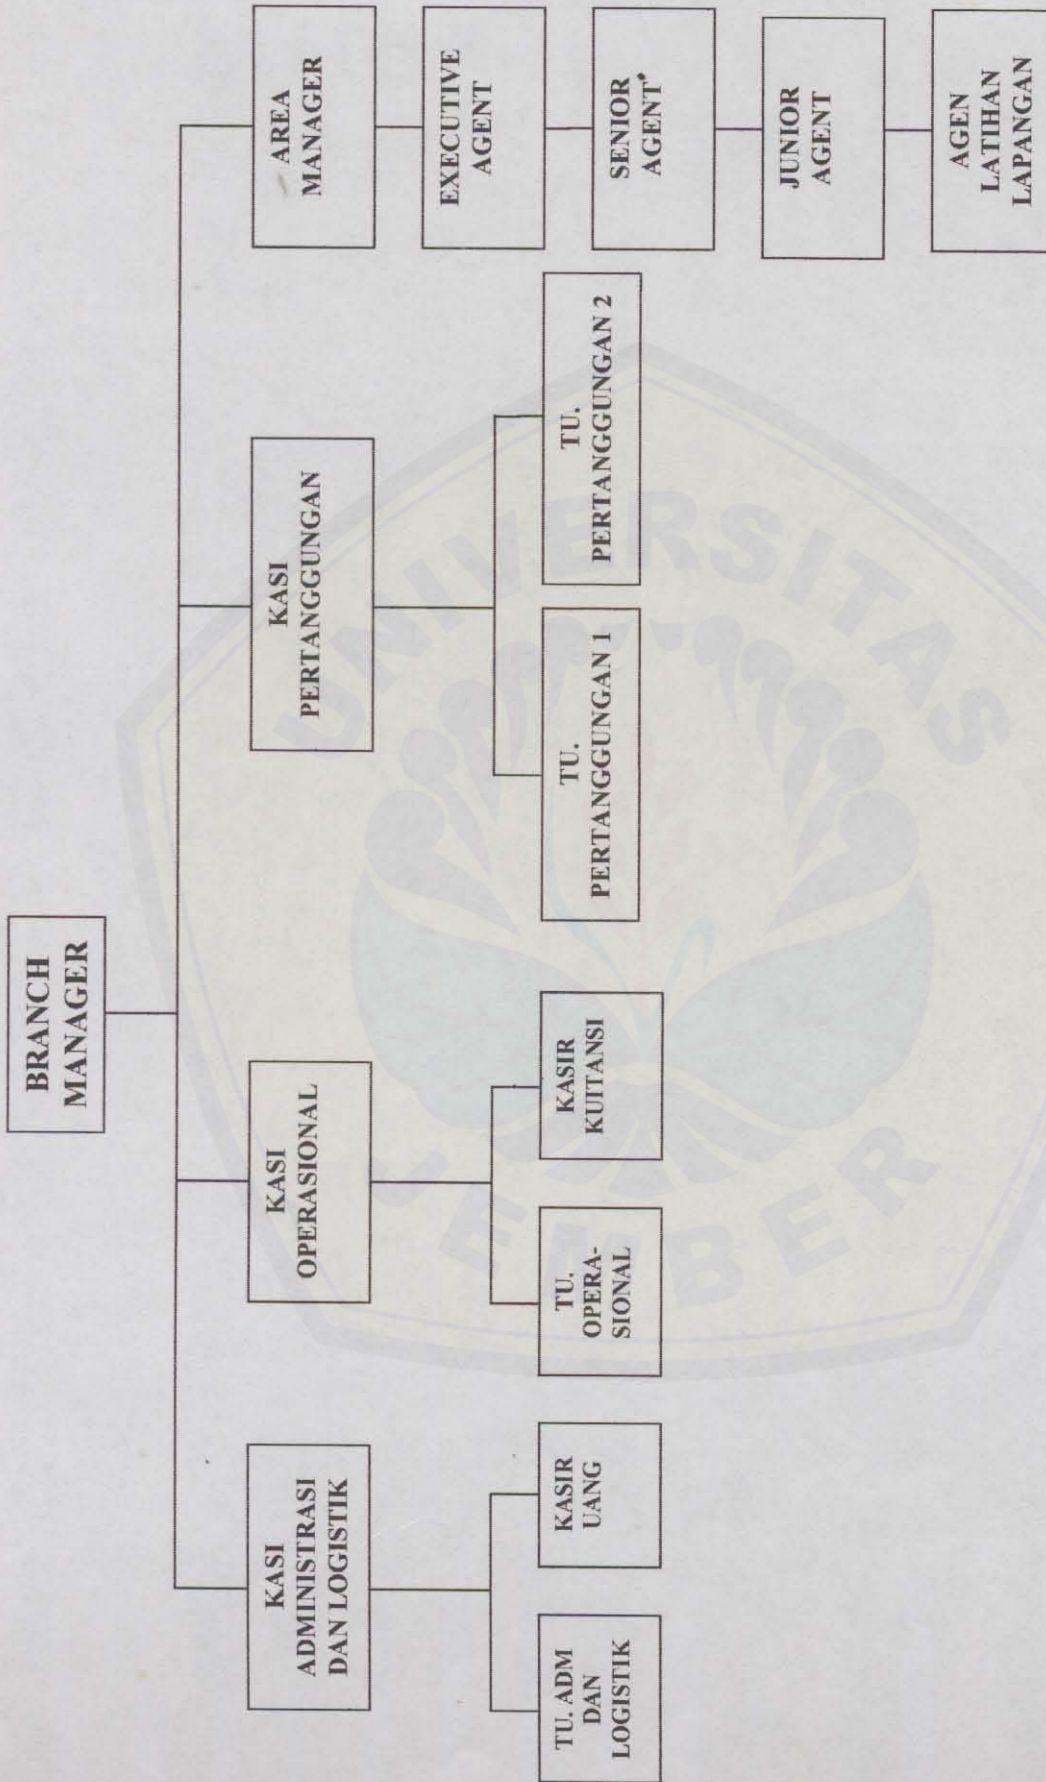 BRANCH
MANAGER
KASI
ADMINISTRASI
DAN LOGISTIK
KASI
OPERASIONAL
KASI
PERTANGGUNGAN
AREA
MANAGER
TU. ADM
DAN
LOGISTIK
KASIR
UANG
TU.
OPERA-
SIONAL
KASIR
KUITANSI
TU.
PERTANGGUNGAN 1
TU.
PERTANGGUNGAN 2
EXECUTIVE
AGENT
SENIOR
AGENT
JUNIOR
AGENT
AGEN
LATIHAN
LAPANGAN
UNIVERSITAS
JEMBER